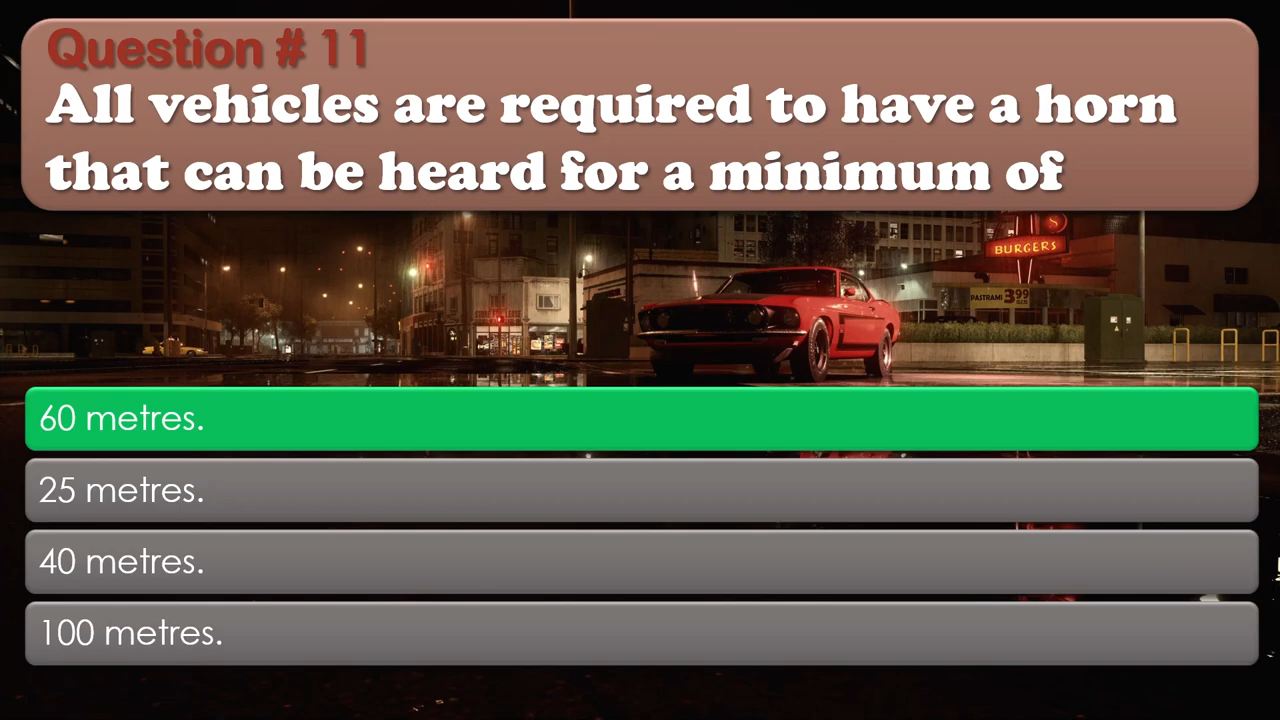 Question # 11
All vehicles are required to have a horn
that can be heard for a minimum of
S
BURGERS
PASTRAMI 3.99
60 metres.
25 metres.
40 metres.
100 metres.